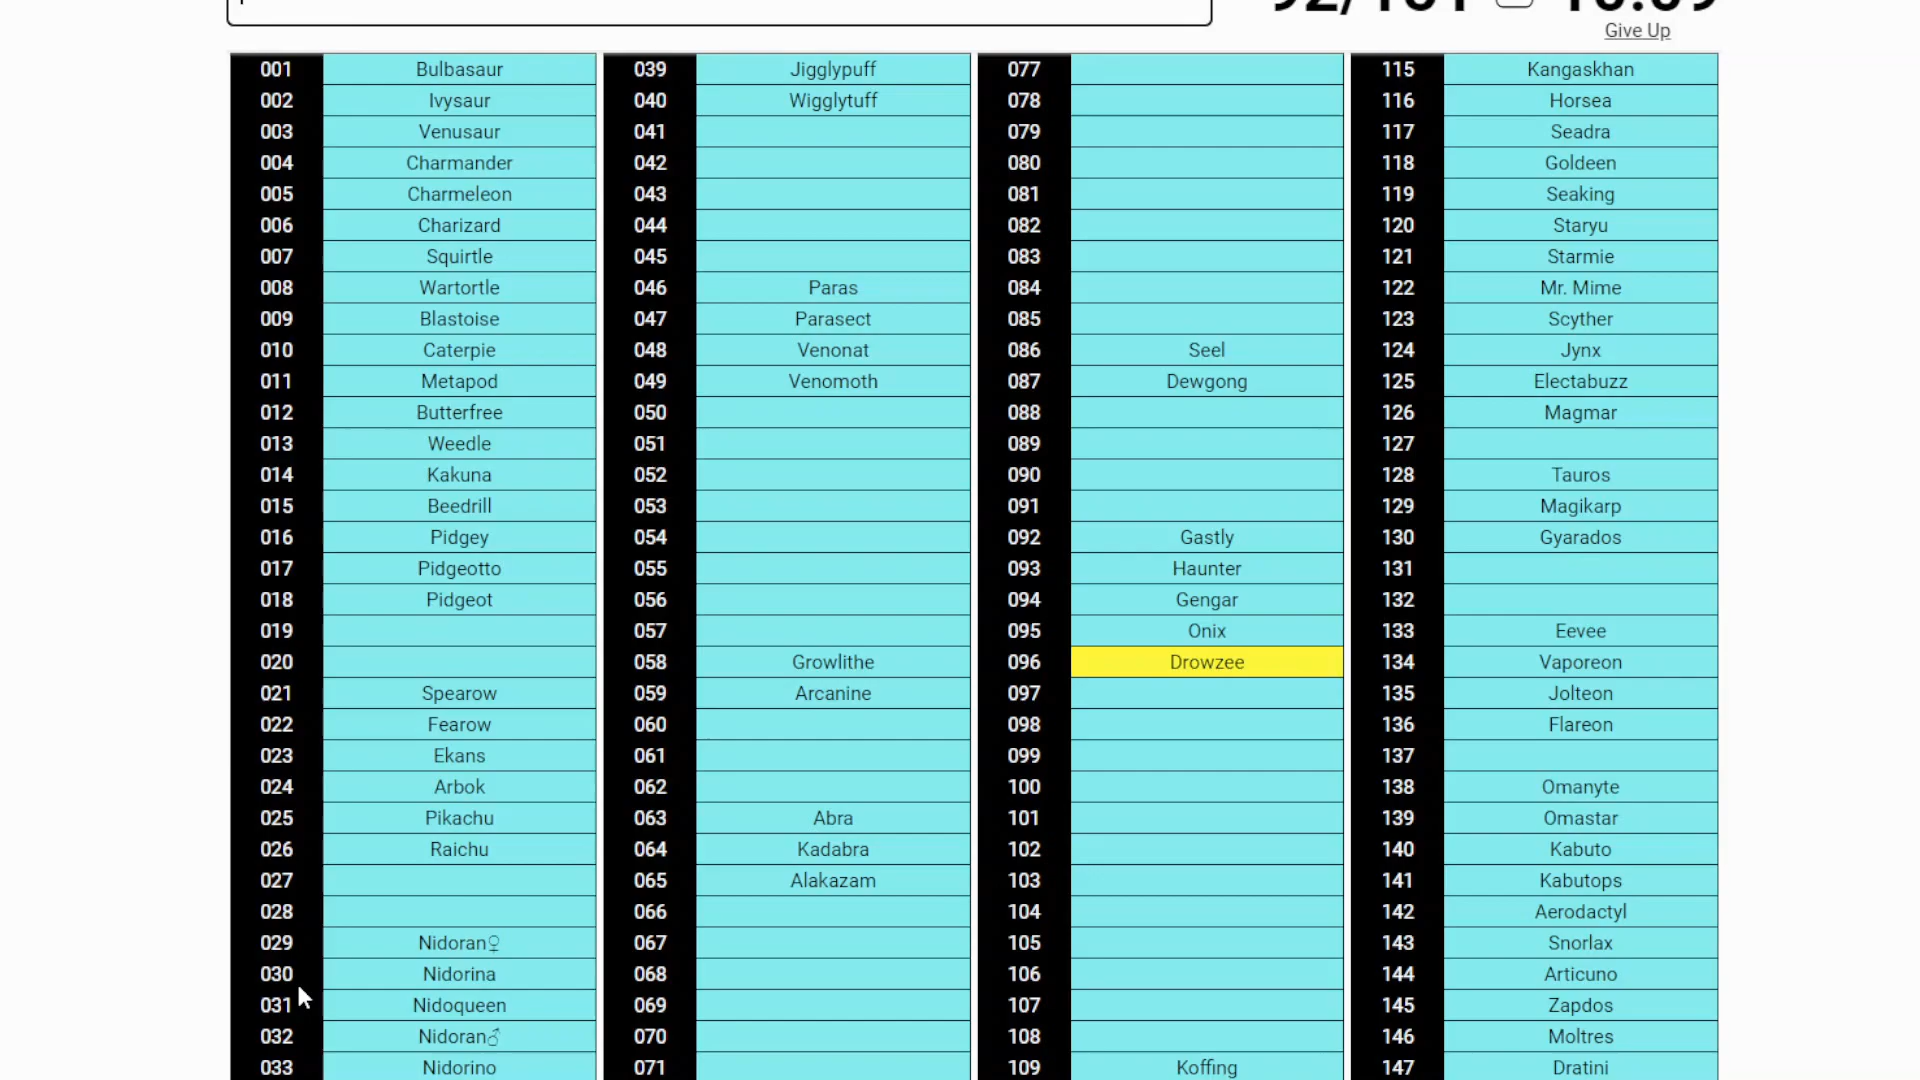 Give Up
001 Bulbasaur 039 Jigglypuff 077 115 Kangaskhan
002 Ivysaur 040 Wigglytuff 078 116 Horsea
003 Venusaur 041 079 117 Seadra
004 Charmander 042 080 118 Goldeen
005 Charmeleon 043 081 119 Seaking
006 Charizard 044 082 120 Staryu
007 Squirtle 045 083 121 Starmie
008 Wartortle 046 Paras 084 122 Mr. Mime
009 Blastoise 047 Parasect 085 123 Scyther
010 Caterpie 048 Venonat 086 Seel 124 Jynx
011 Metapod 049 Venomoth 087 Dewgong 125 Electabuzz
012 Butterfree 050 088 126 Magmar
013 Weedle 051 089 127
014 Kakuna 052 090 128 Tauros
015 Beedrill 053 091 129 Magikarp
016 Pidgey 054 092 Gastly 130 Gyarados
017 Pidgeotto 055 093 Haunter 131
018 Pidgeot 056 094 Gengar 132
019 057 095 Onix 133 Eevee
020 058 Growlithe 096 Drowzee 134 Vaporeon
021 Spearow 059 Arcanine 097 135 Jolteon
022 Fearow 060 098 136 Flareon
023 Ekans 061 099 137
024 Arbok 062 100 138 Omanyte
025 Pikachu 063 Abra 101 139 Omastar
026 Raichu 064 Kadabra 102 140 Kabuto
027 065 Alakazam 103 141 Kabutops
028 066 104 142 Aerodactyl
029 Nidoran♀ 067 105 143 Snorlax
030 Nidorina 068 106 144 Articuno
031 Nidoqueen 069 107 145 Zapdos
032 Nidoran♂ 070 108 146 Moltres
033 Nidorino 071 109 Koffing 147 Dratini